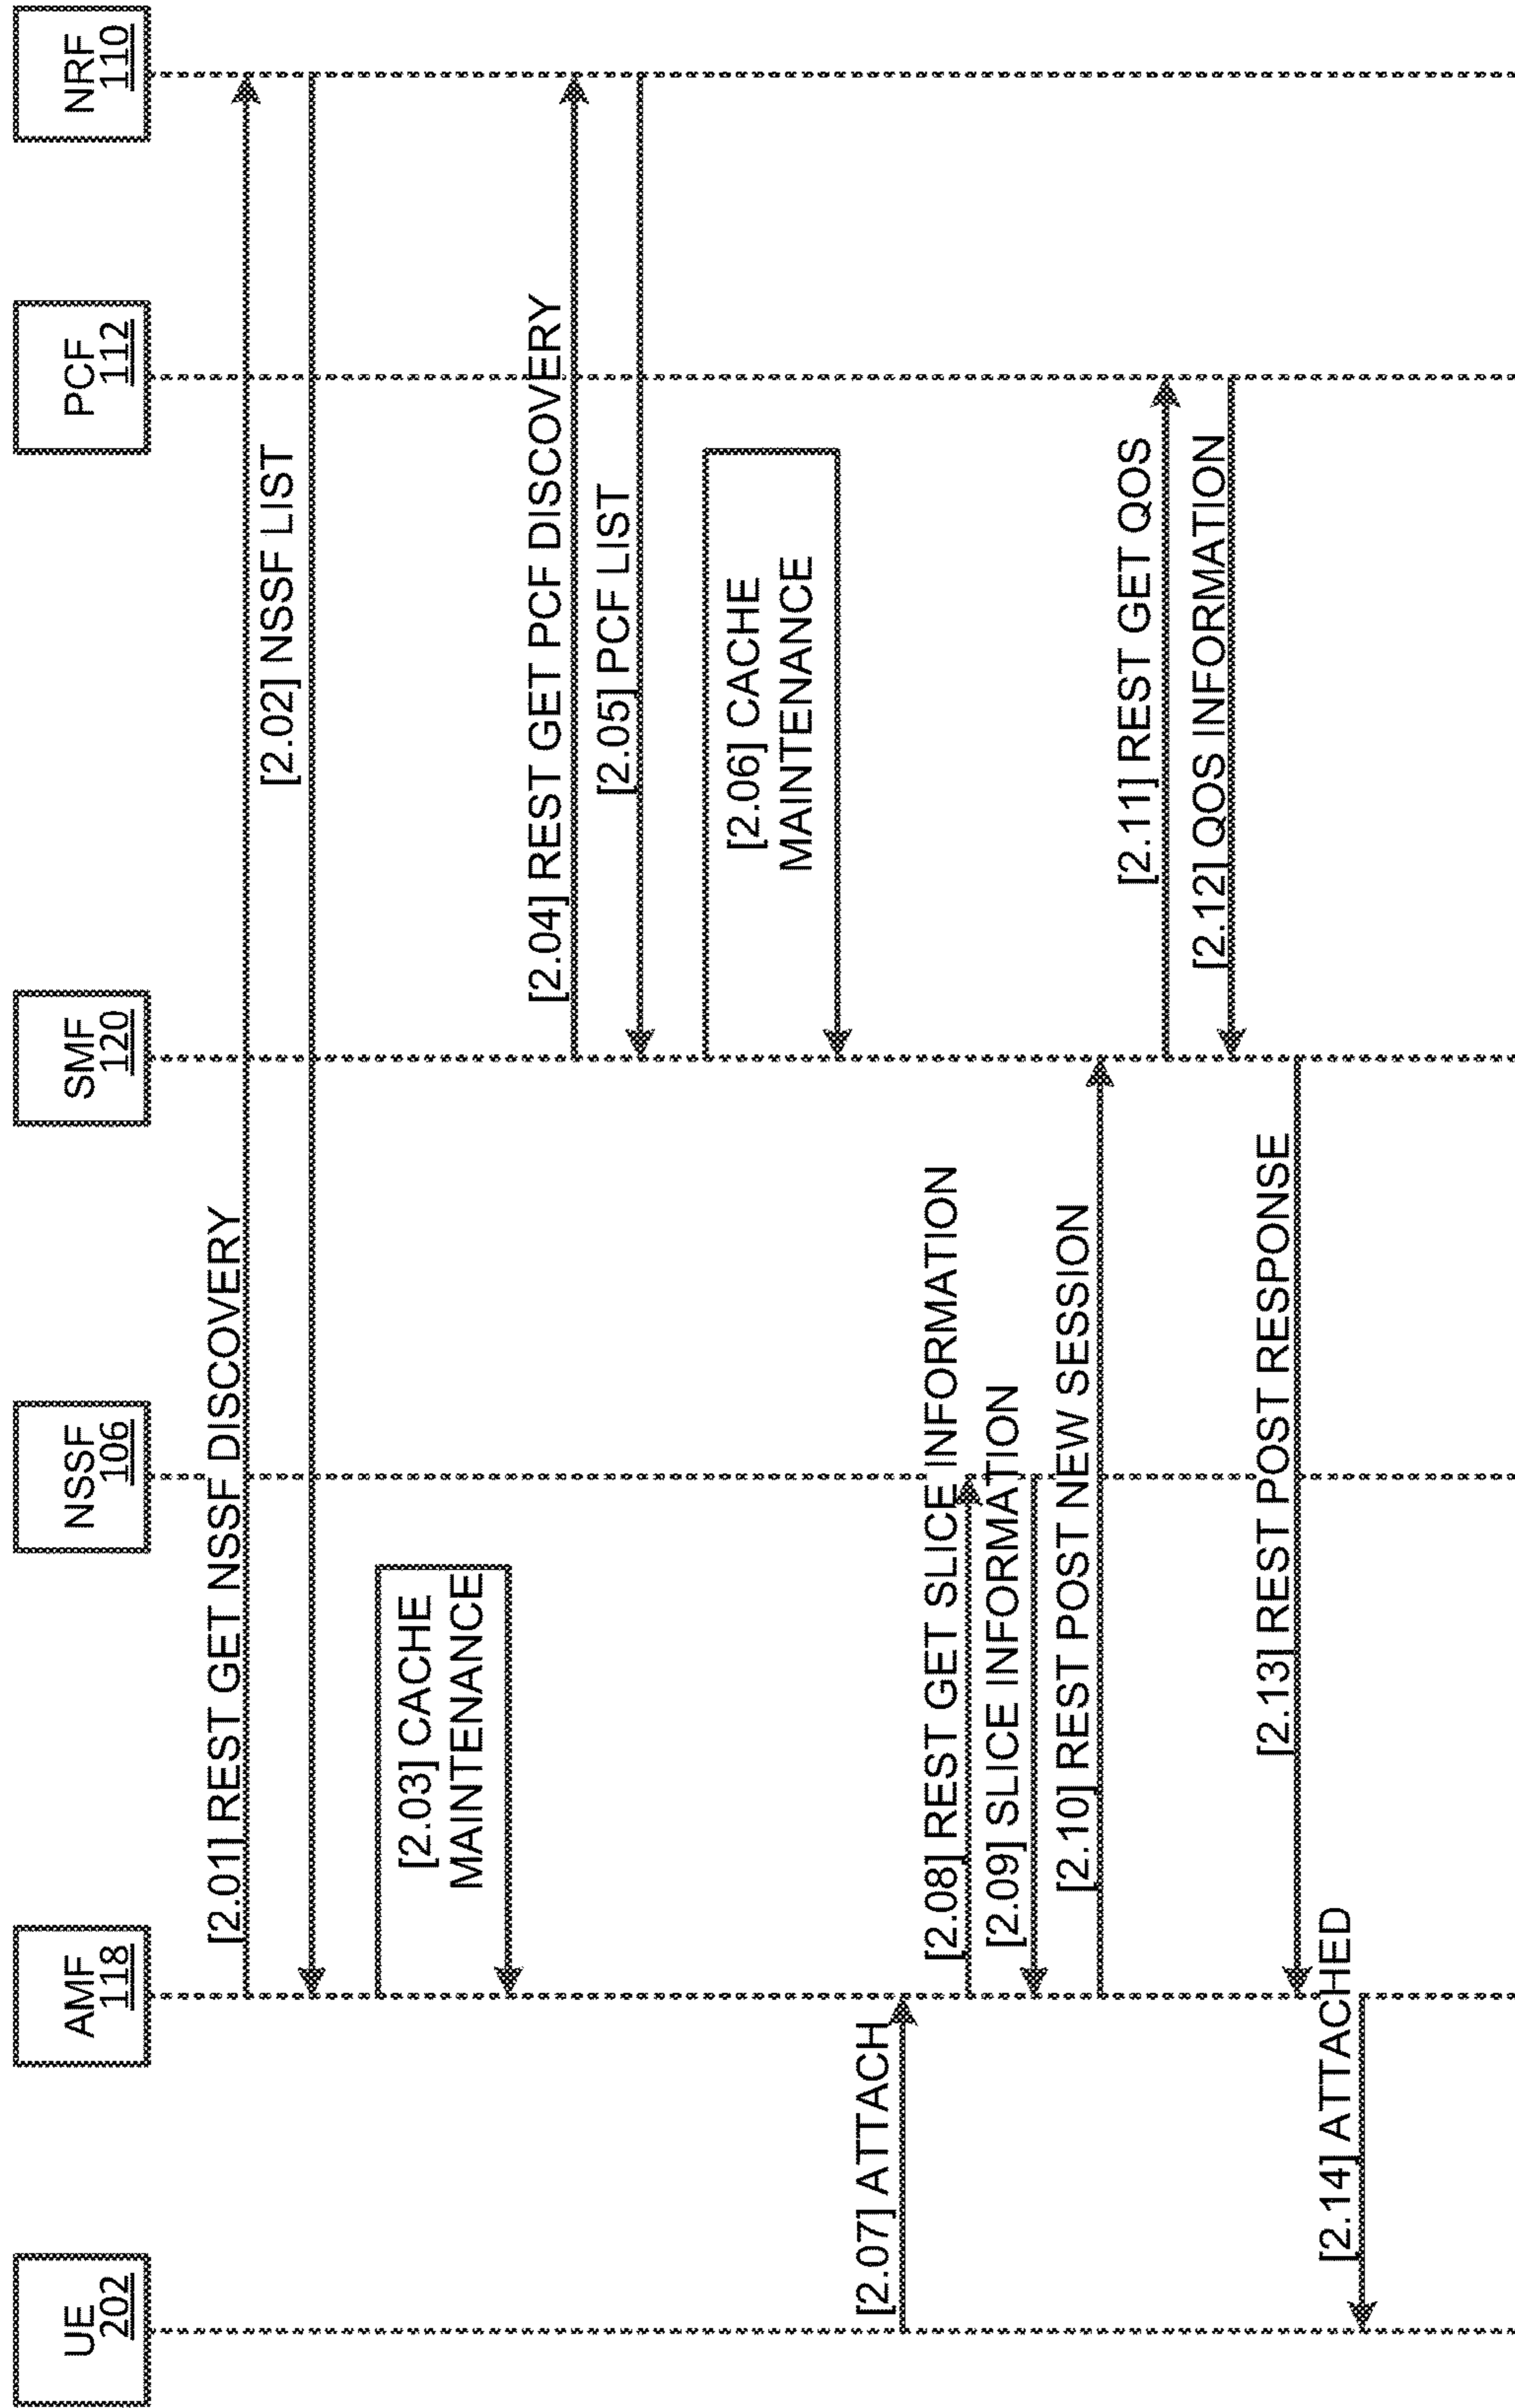 UE
202
AMF
118
NSSF
106
SMF
120
PCF
112
NRF
110
[2.01] REST GET NSSF DISCOVERY
[2.02] NSSF LIST
[2.03] CACHE
MAINTENANCE
[2.04] REST GET PCF DISCOVERY
[2.05] PCF LIST
[2.06] CACHE
MAINTENANCE
[2.07] ATTACH
[2.08] REST GET SLICE INFORMATION
[2.09] SLICE INFORMATION
[2.10] REST POST NEW SESSION
[2.11] REST GET QOS
[2.12] QOS INFORMATION
[2.13] REST POST RESPONSE
[2.14] ATTACHED